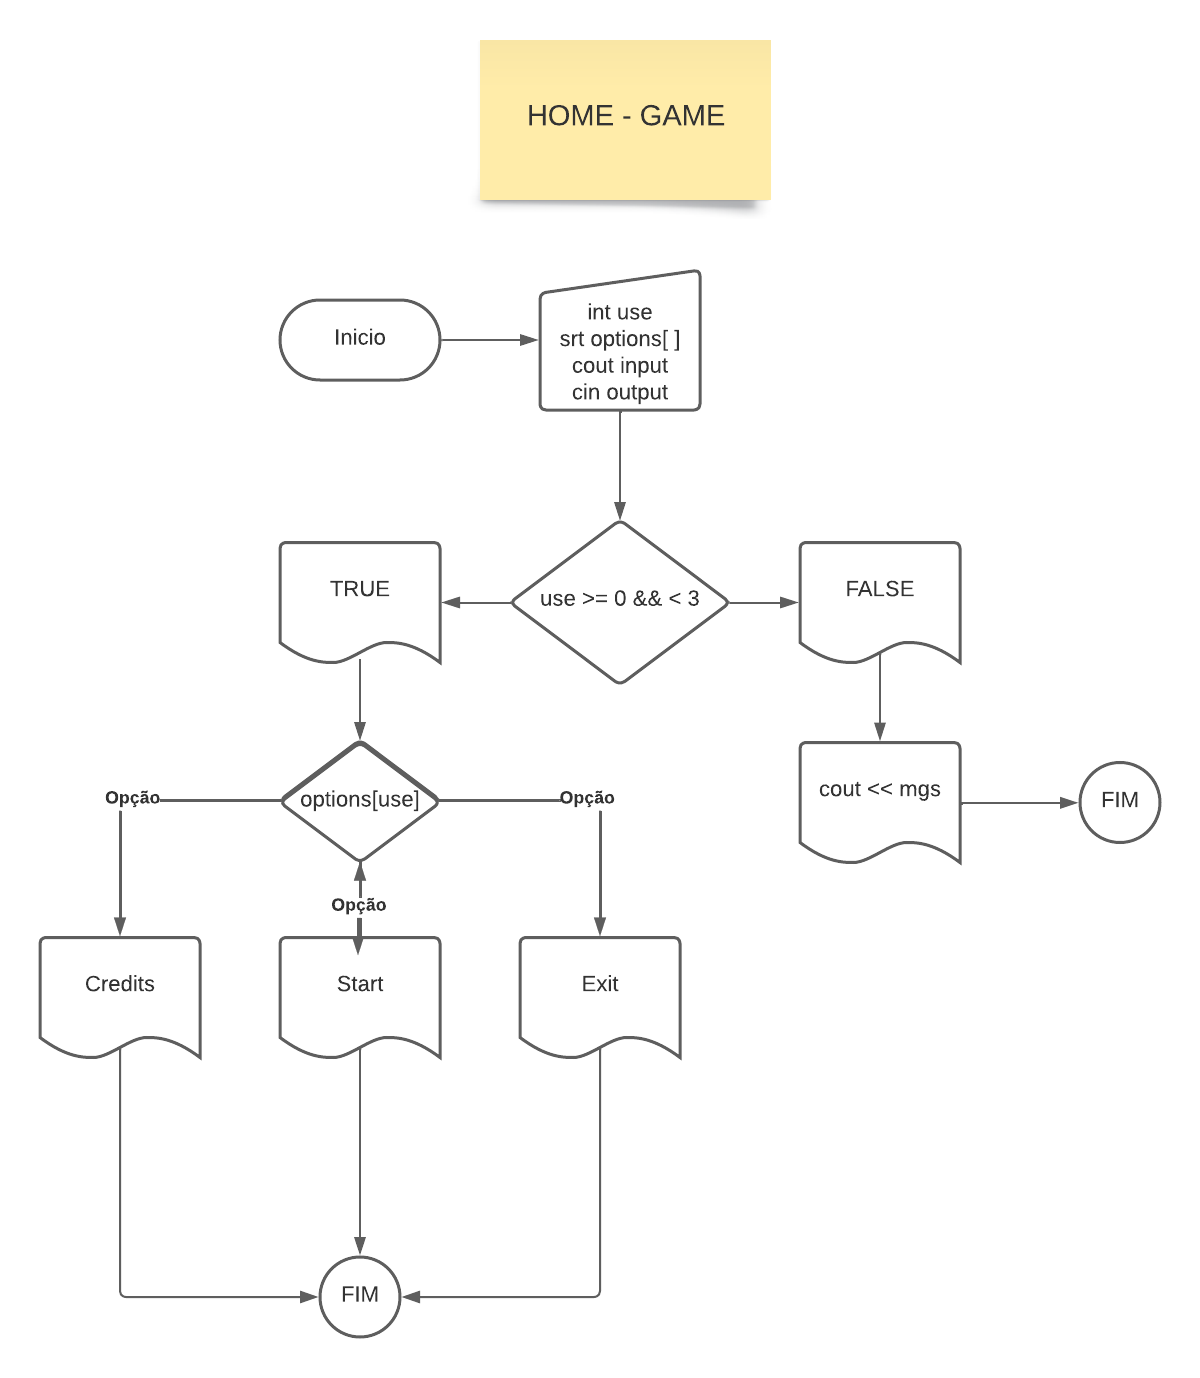 HOME - GAME
Inicio
int use
srt options[ ]
cout input
cin output
TRUE
use >= 0 && < 3
FALSE
Opção
options[use]
Opção
cout << mgs
FIM
Opção
Credits
Start
Exit
FIM